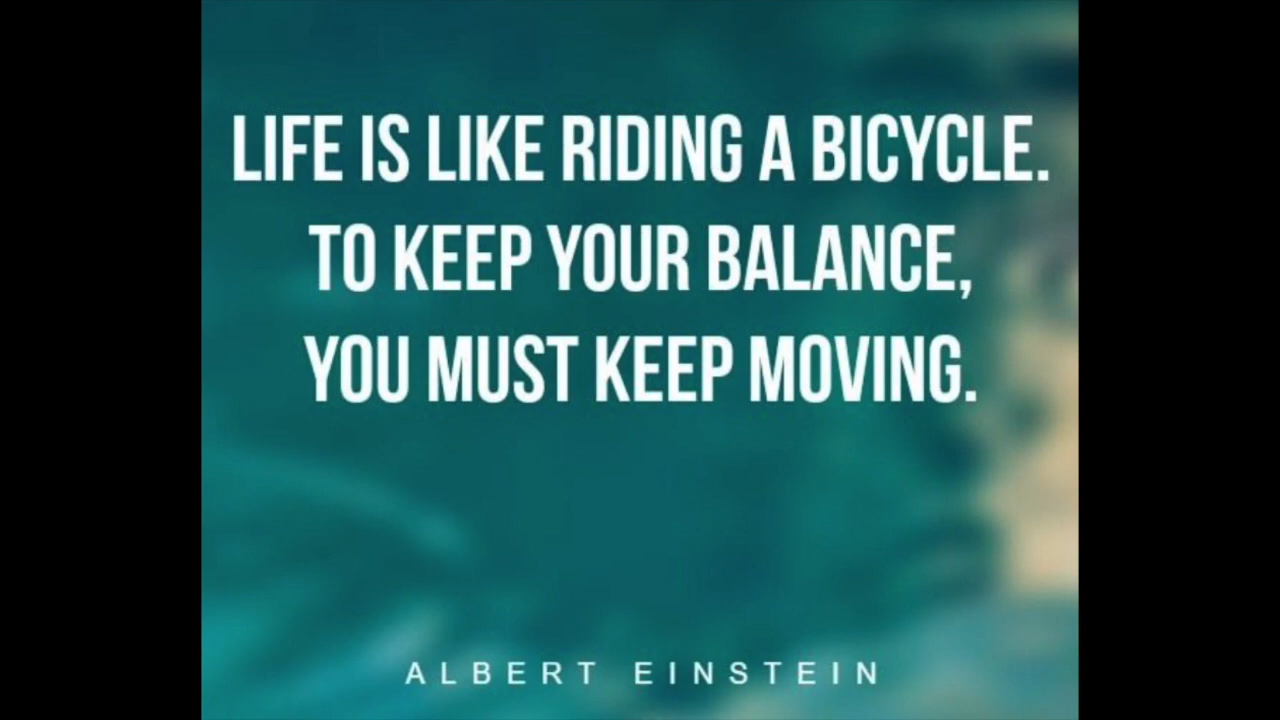 LIFE IS LIKE RIDING A BICYCLE.
TO KEEP YOUR BALANCE,
YOU MUST KEEP MOVING.
ALBERT EINSTEIN